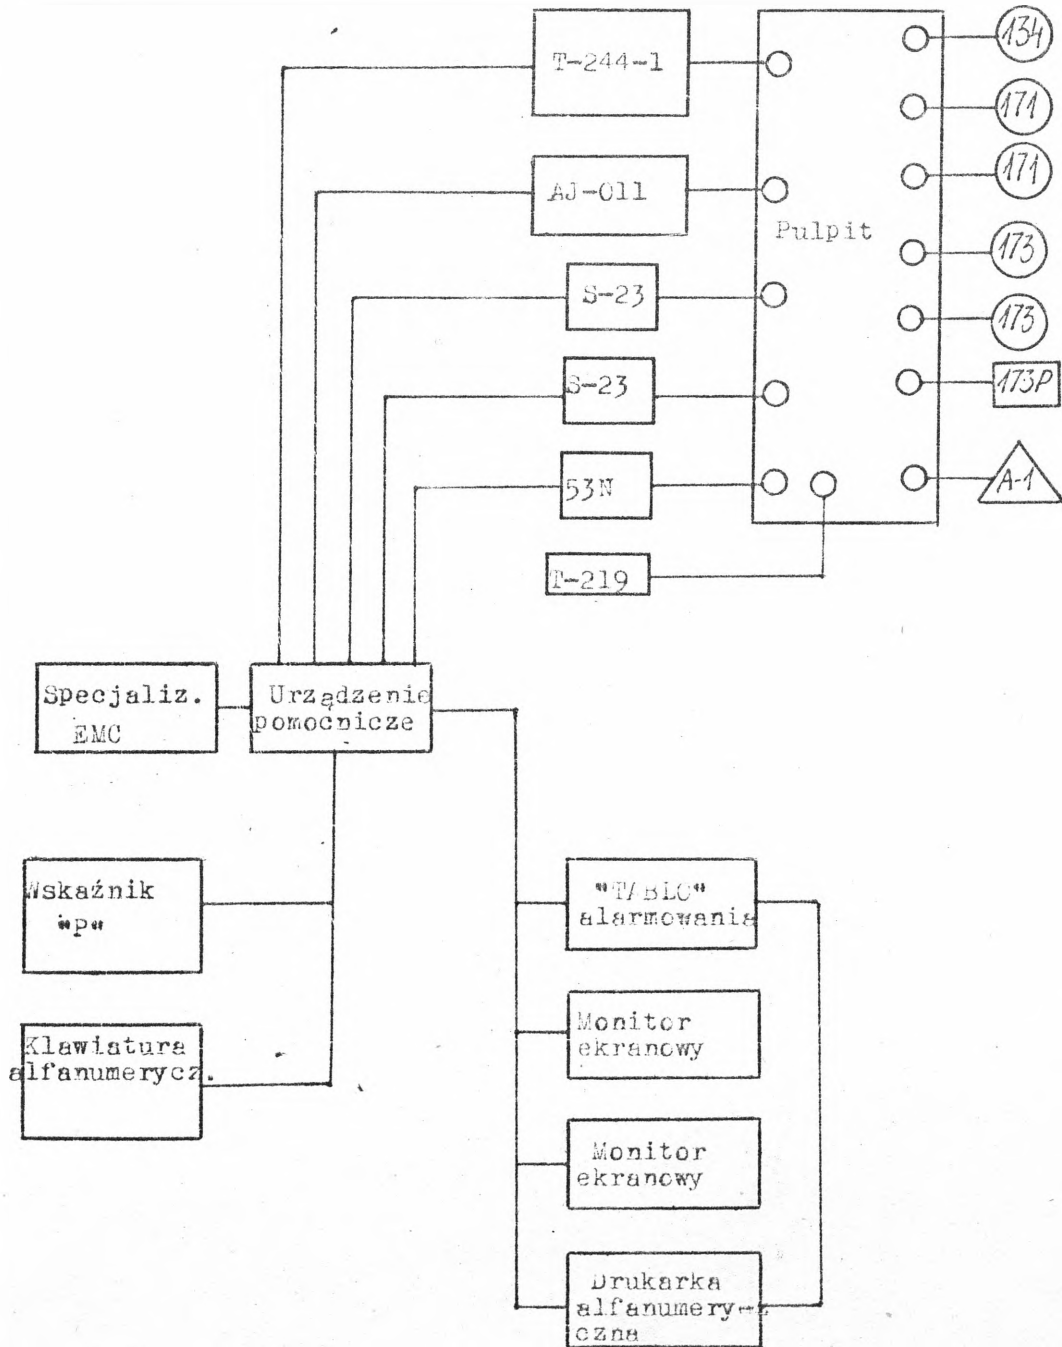 T-244-1
134
171
AJ-011
171
Pulpit
173
S-23
173
S-23
173P
53N
A-1
T-219
Specjaliz.
EMC
Urządzenie
pomocnicze
Wskaźnik
"P"
"TABLO"
alarmowania
Monitor
ekranowy
Klawiatura
alfanumerycz.
Monitor
ekranowy
Drukarka
alfanumery-
czna